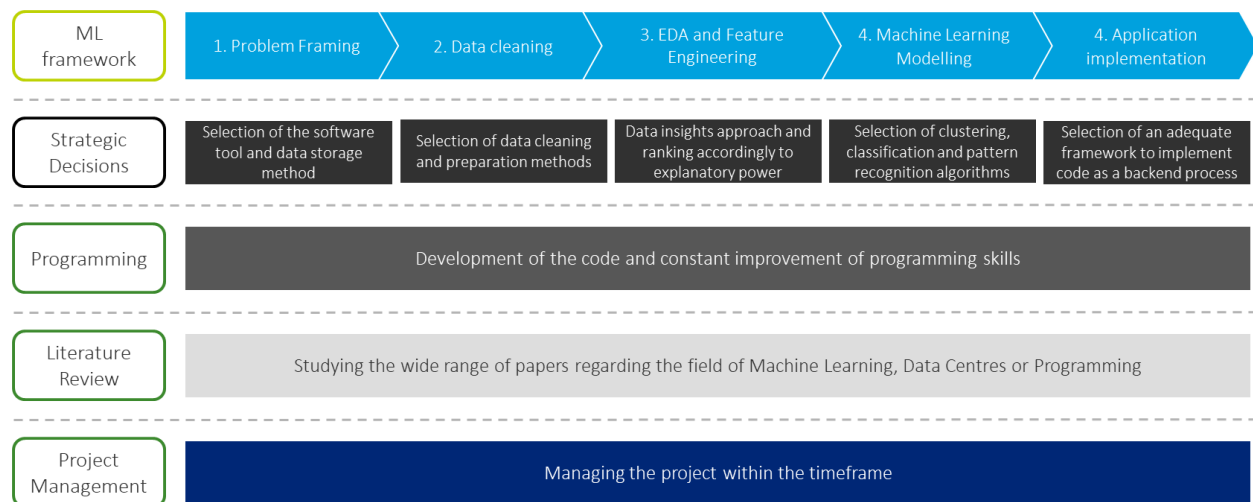 ML
framework
1. Problem Framing
2. Data cleaning
3. EDA and Feature
Engineering
4. Machine Learning
Modelling
4. Application
implementation
Strategic
Decisions
Selection of the software
tool and data storage
method
Selection of data cleaning
and preparation methods
Data insights approach and
ranking accordingly to
explanatory power
Selection of clustering,
classification and pattern
recognition algorithms
Selection of an adequate
framework to implement
code as a backend process
Programming
Development of the code and constant improvement of programming skills
Literature
Review
Studying the wide range of papers regarding the field of Machine Learning, Data Centres or Programming
Project
Management
Managing the project within the timeframe